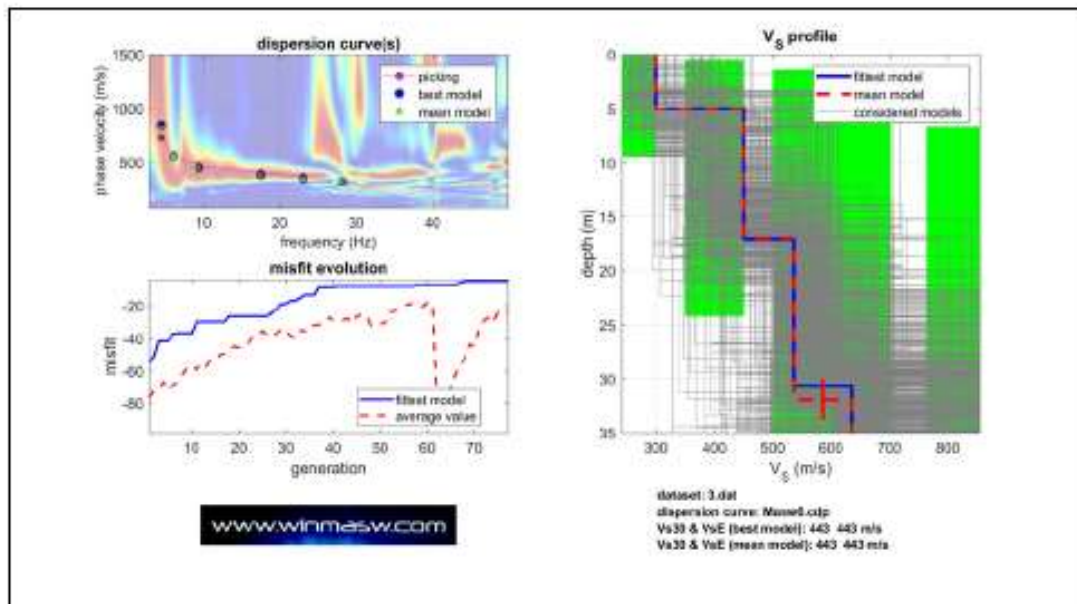 dispersion curve(s)
1500
1000
500
phase velocity (m/s)
picking
best model
mean model
10
20
30
40
frequency (Hz)
misfit evolution
-20
-40
-60
-80
misfit
fittest model
average value
10
20
30
40
50
60
70
generation
www.winmasw.com
VS profile
0
5
10
15
20
25
30
35
depth (m)
fittest model
mean model
considered models
300
400
500
600
700
800
VS (m/s)
dataset: 3.dat
dispersion curve: Masw6.cdp
Vs30 & VsE (best model): 443 443 m/s
Vs30 & VsE (mean model): 443 443 m/s